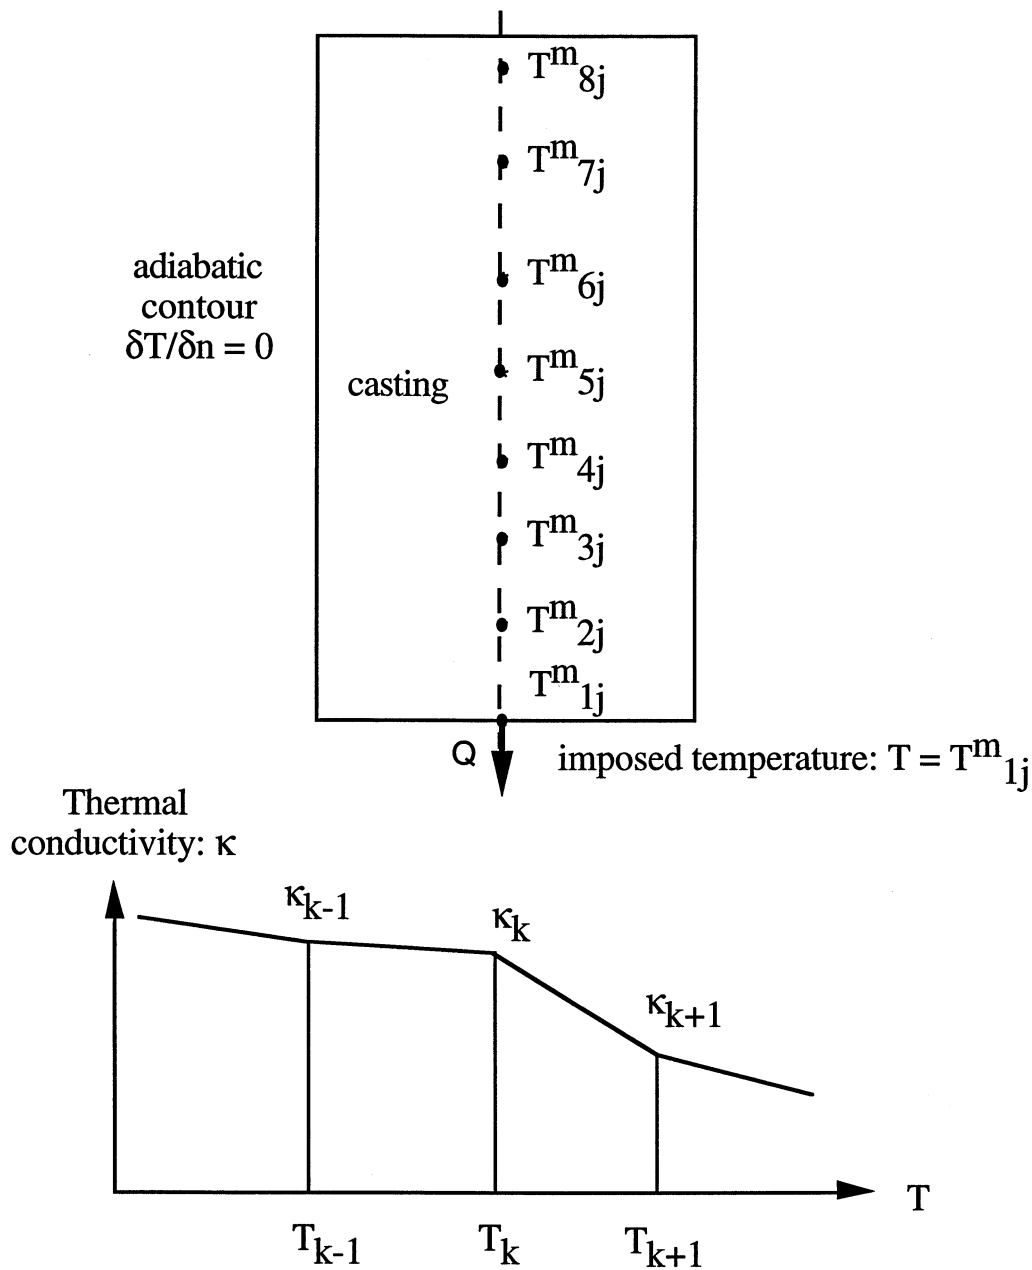 T^m_8j
T^m_7j
T^m_6j
adiabatic
contour
δT/δn = 0
T^m_5j
casting
T^m_4j
T^m_3j
T^m_2j
T^m_1j
Q
imposed temperature: T = T^m_1j
Thermal
conductivity: κ
κ_k-1
κ_k
κ_k+1
T
T_k-1
T_k
T_k+1